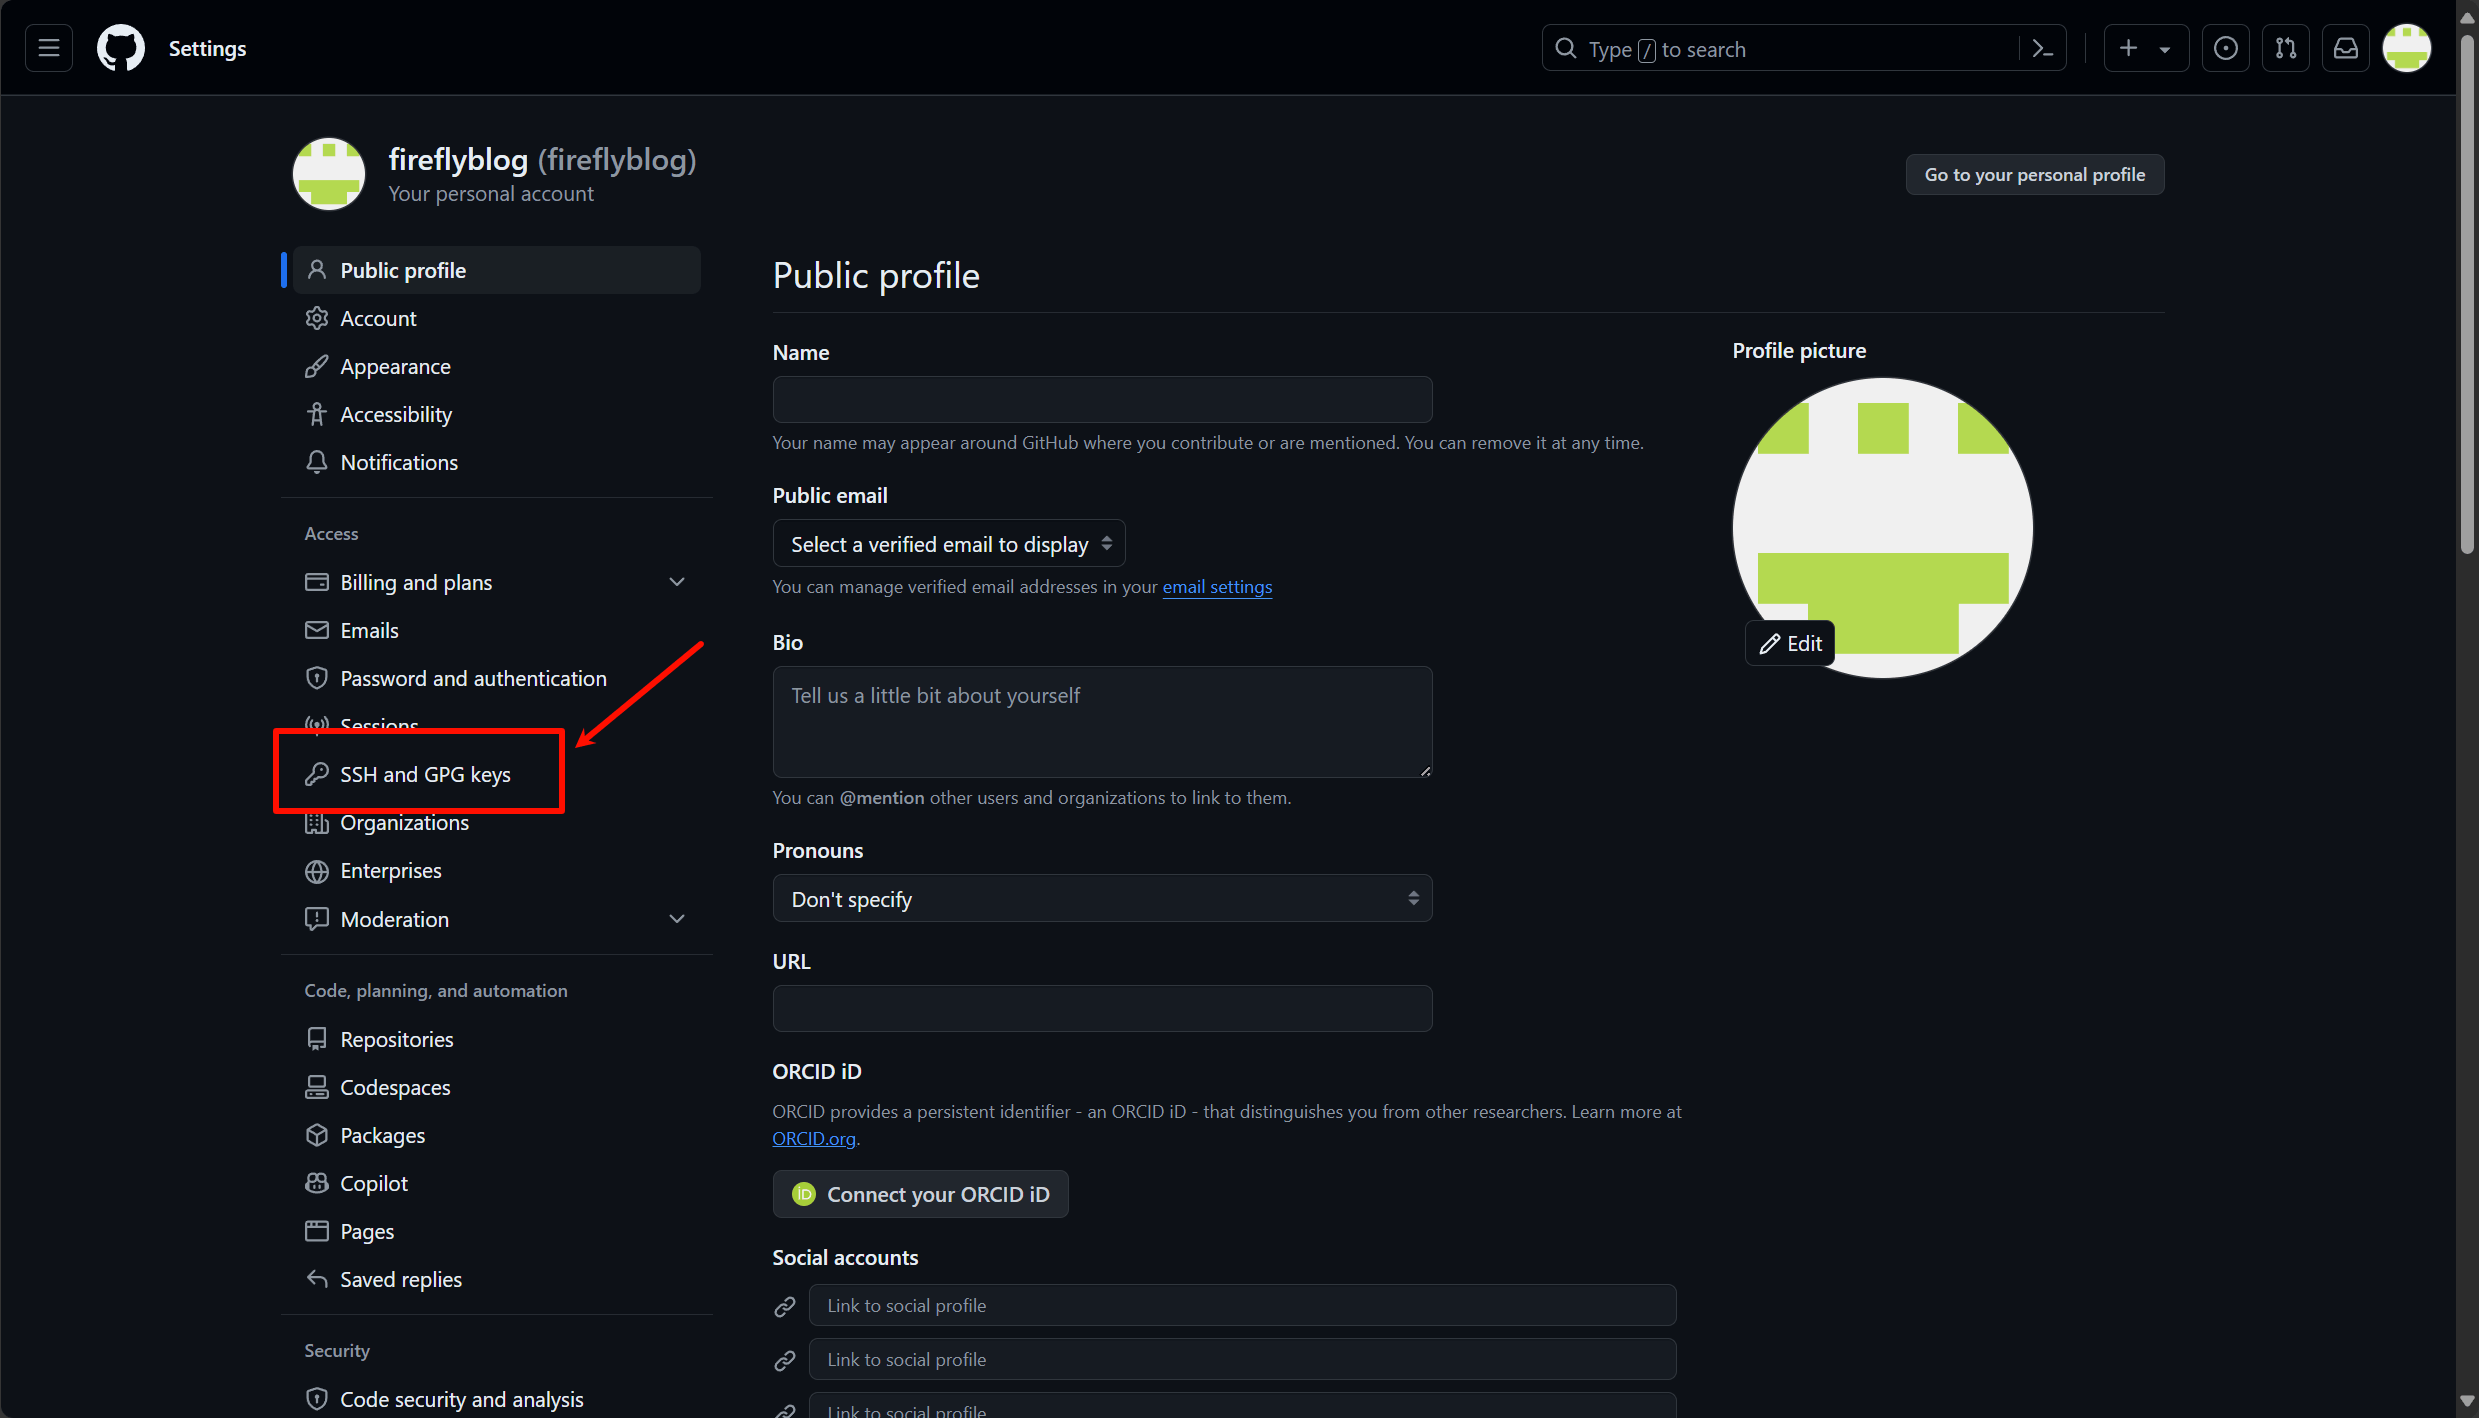 Settings
Type / to search
fireflyblog (fireflyblog)
Your personal account
Go to your personal profile
Public profile
Account
Appearance
Accessibility
Notifications
Access
Billing and plans
Emails
Password and authentication
Sessions
SSH and GPG keys
Organizations
Enterprises
Moderation
Code, planning, and automation
Repositories
Codespaces
Packages
Copilot
Pages
Saved replies
Security
Code security and analysis
Public profile
Name
Your name may appear around GitHub where you contribute or are mentioned. You can remove it at any time.
Public email
Select a verified email to display
You can manage verified email addresses in your email settings
Bio
Tell us a little bit about yourself
You can @mention other users and organizations to link to them.
Pronouns
Don't specify
URL
ORCID iD
ORCID provides a persistent identifier - an ORCID iD - that distinguishes you from other researchers. Learn more at
ORCID.org.
iD Connect your ORCID iD
Social accounts
Link to social profile
Link to social profile
Link to social profile
Profile picture
Edit